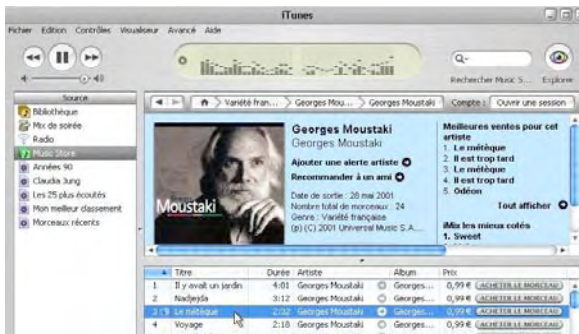 iTunes
Fichier Edition Contrôles Visualiseur Avancé Aide
Rechercher Music S... Explorer
Source
Bibliothèque
Mix de soirée
Radio
Music Store
Années 90
Claudia Jung
Les 25 plus écoutés
Mon meilleur classement
Morceaux récents
Variété fran... Georges Mou... Georges Moustaki Compte : Ouvrir une session
Moustaki
Georges Moustaki
Georges Moustaki
Ajouter une alerte artiste
Recommander à un ami
Date de sortie : 28 mai 2001
Nombre total de morceaux : 24
Genre : Variété française
(p) (C) 2001 Universal Music S.A....
Meilleures ventes pour cet
artiste
1. Le métèque
2. Il est trop tard
3. Le métèque
4. Il est trop tard
5. Odéon
Tout afficher
iMix les mieux cotés
1. Sweet
Titre Durée Artiste Album Prix
1 Il y avait un jardin 4:01 Georges Moustaki Georges... 0,99 € ACHETER LE MORCEAU
2 Nadjejda 3:12 Georges Moustaki Georges... 0,99 € ACHETER LE MORCEAU
3 Le métèque 2:32 Georges Moustaki Georges... 0,99 € ACHETER LE MORCEAU
4 Voyage 2:18 Georges Moustaki Georges... 0,99 € ACHETER LE MORCEAU